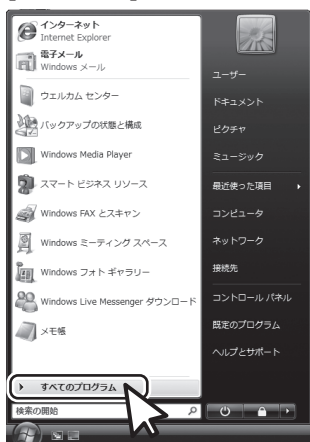 インターネット
Internet Explorer
電子メール
Windows メール
ウェルカム センター
バックアップの状態と構成
Windows Media Player
スマート ビジネス リソース
Windows FAX とスキャン
Windows ミーティング スペース
Windows フォト ギャラリー
Windows Live Messenger ダウンロード
メモ帳
すべてのプログラム
検索の開始
ユーザー
ドキュメント
ピクチャ
ミュージック
最近使った項目
コンピュータ
ネットワーク
接続先
コントロール パネル
既定のプログラム
ヘルプとサポート